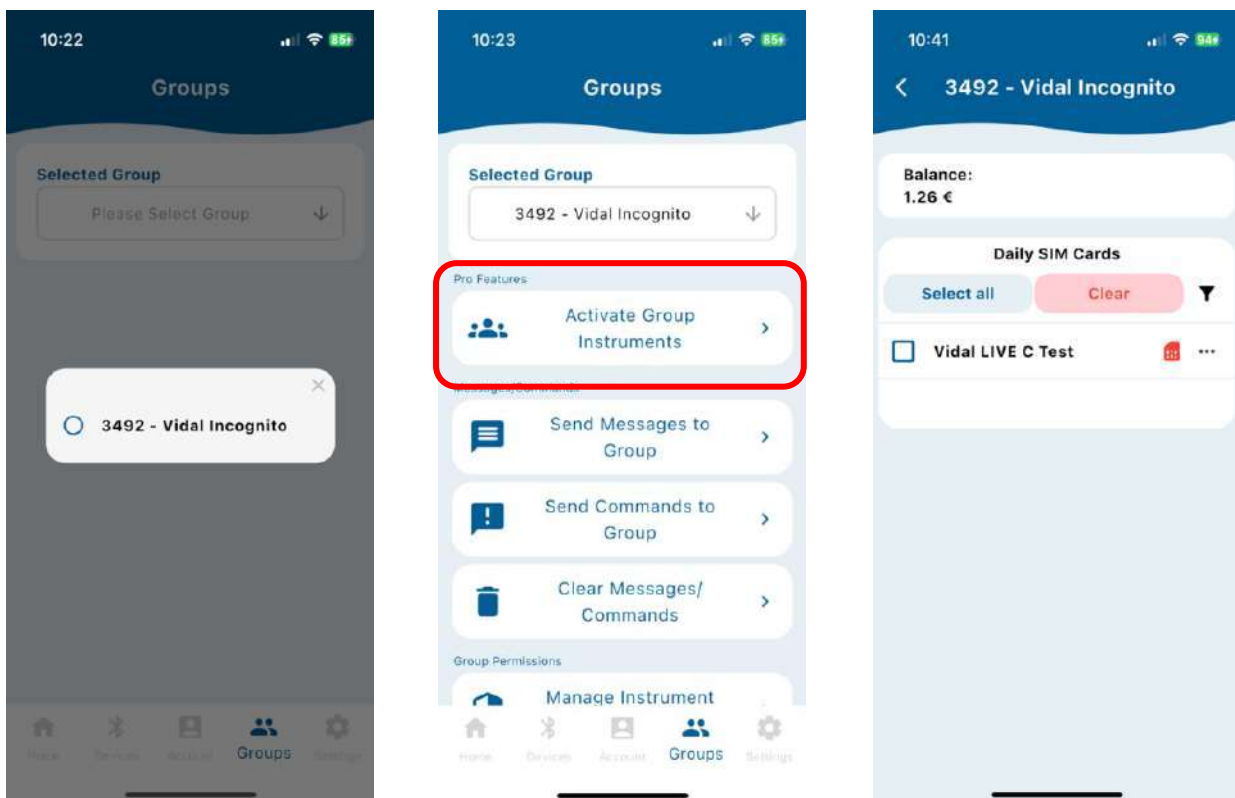 10:22
85
Groups
Selected Group
Please Select Group
3492 - Vidal Incognito
Home
Devices
Account
Groups
Settings
10:23
85
Groups
Selected Group
3492 - Vidal Incognito
Pro Features
Activate Group
Instruments
Messages/Commands
Send Messages to
Group
Send Commands to
Group
Clear Messages/
Commands
Group Permissions
Manage Instrument
Home
Devices
Account
Groups
Settings
10:41
94
3492 - Vidal Incognito
Balance:
1.26 €
Daily SIM Cards
Select all
Clear
Vidal LIVE C Test